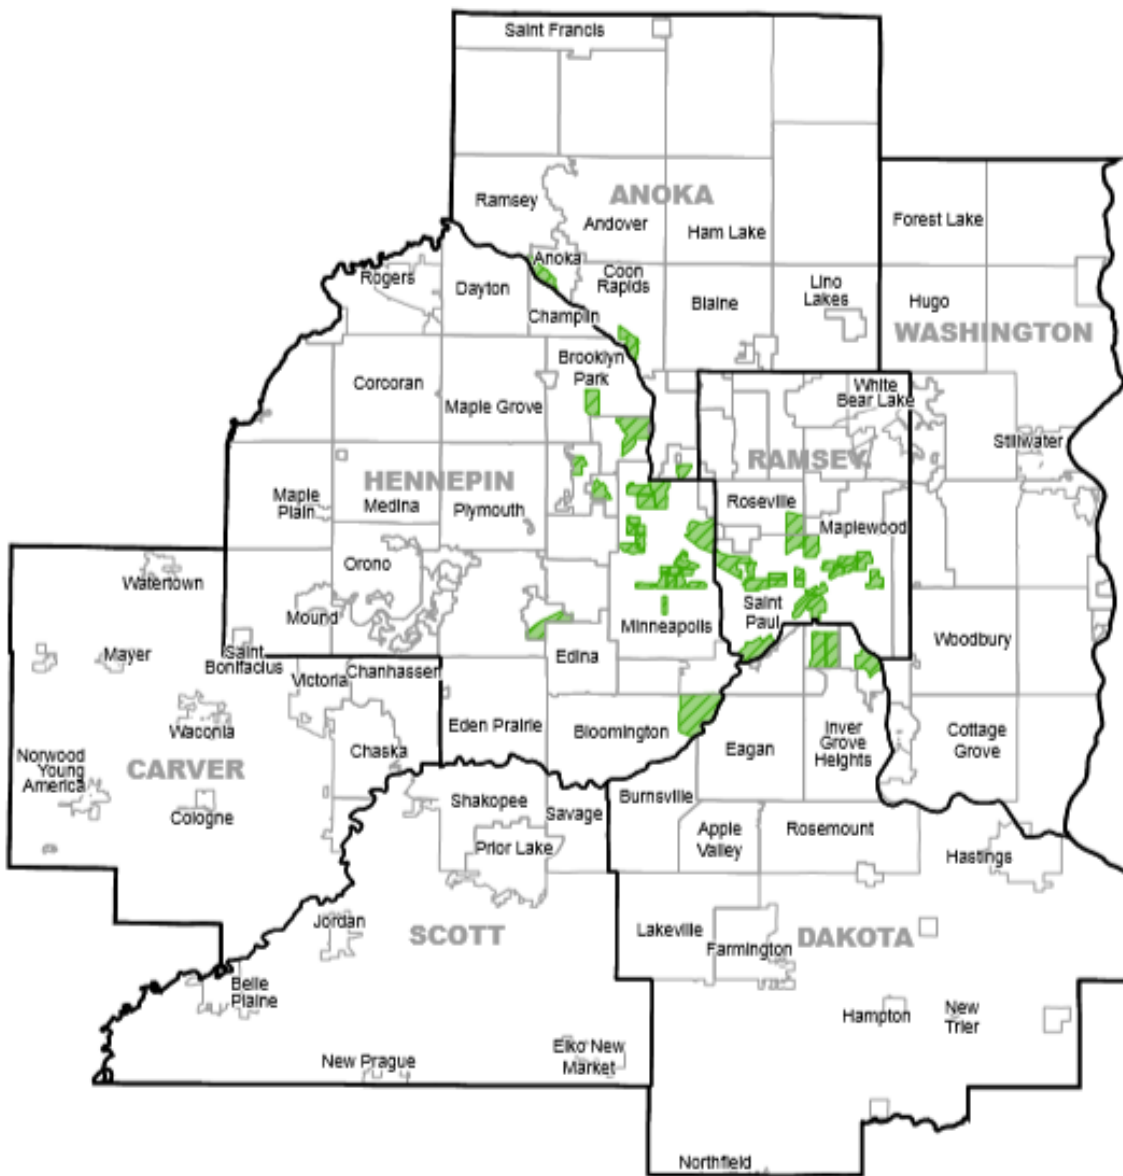 Saint Francis
Ramsey
ANOKA
Andover
Ham Lake
Forest Lake
Anoka
Coon
Rapids
Rogers
Dayton
Blaine
Lino
Lakes
Hugo
Champlin
WASHINGTON
Brooklyn
Park
Corcoran
Maple Grove
White
Bear Lake
Stillwater
HENNEPIN
RAMSEY
Maple
Plain
Medina
Plymouth
Roseville
Maplewood
Orono
Watertown
Mound
Minneapolis
Saint
Paul
Woodbury
Edina
Mayer
Saint
Bonifacius
Victoria
Chanhassen
Waconia
Eden Prairie
Bloomington
Eagan
Inver
Grove
Heights
Cottage
Grove
Norwood
Young
America
CARVER
Chaska
Cologne
Shakopee
Savage
Burnsville
Apple
Valley
Rosemount
Prior Lake
Hastings
Jordan
SCOTT
Lakeville
Farmington
DAKOTA
Belle
Plaine
Hampton
New
Trier
New Prague
Elko New
Market
Northfield